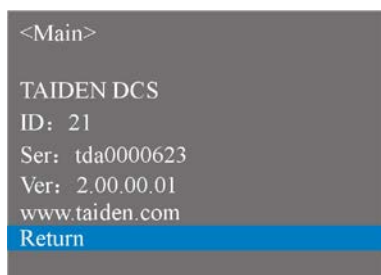 <Main>
TAIDEN DCS
ID：21
Ser：tda0000623
Ver：2.00.00.01
www.taiden.com
Return